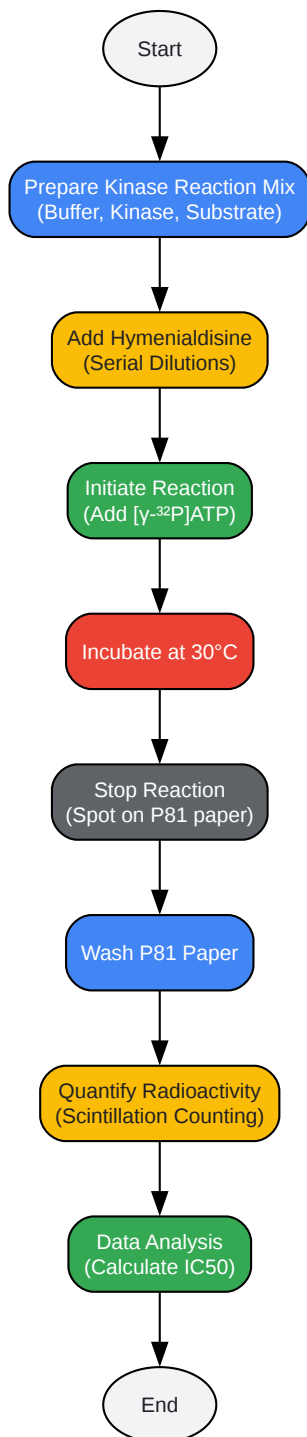 Start
Prepare Kinase Reaction Mix
(Buffer, Kinase, Substrate)
Add Hymenialdisine
(Serial Dilutions)
Initiate Reaction
(Add [γ-³²P]ATP)
Incubate at 30°C
Stop Reaction
(Spot on P81 paper)
Wash P81 Paper
Quantify Radioactivity
(Scintillation Counting)
Data Analysis
(Calculate IC50)
End